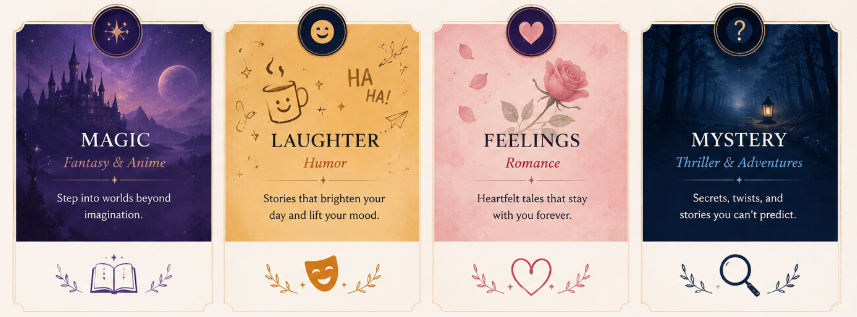 MAGIC
Fantasy & Anime
Step into worlds beyond
imagination.
HA
HA!
LAUGHTER
Humor
Stories that brighten your
day and lift your mood.
FEELINGS
Romance
Heartfelt tales that stay
with you forever.
?
MYSTERY
Thriller & Adventures
Secrets, twists, and
stories you can't predict.